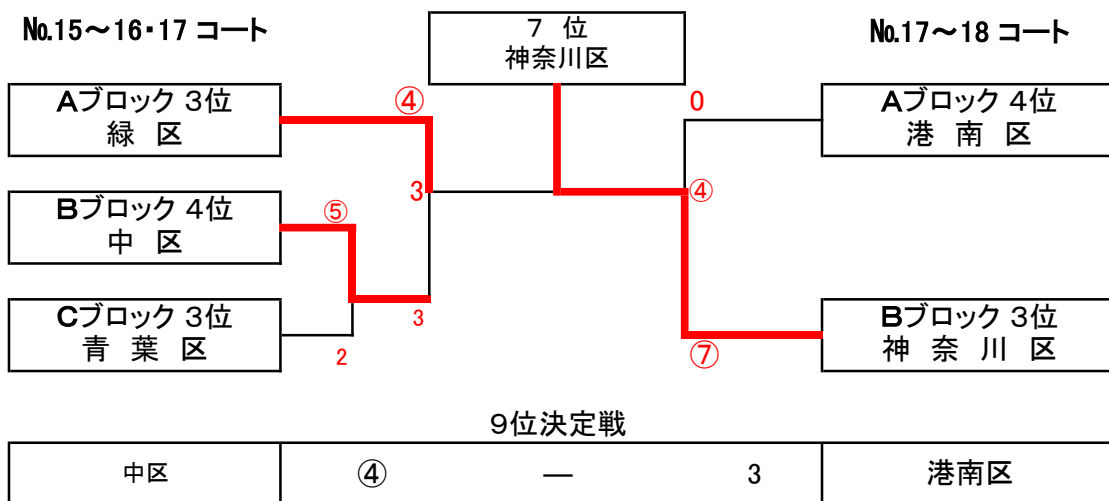 №15～16・17 コート
7 位
神奈川区
№17～18 コート
Aブロック 3位
緑 区
④
0
Aブロック 4位
港 南 区
3
④
Bブロック 4位
中 区
⑤
Cブロック 3位
青 葉 区
2
3
⑦
Bブロック 3位
神 奈 川 区
9位決定戦
中区 ④ ― 3 港南区